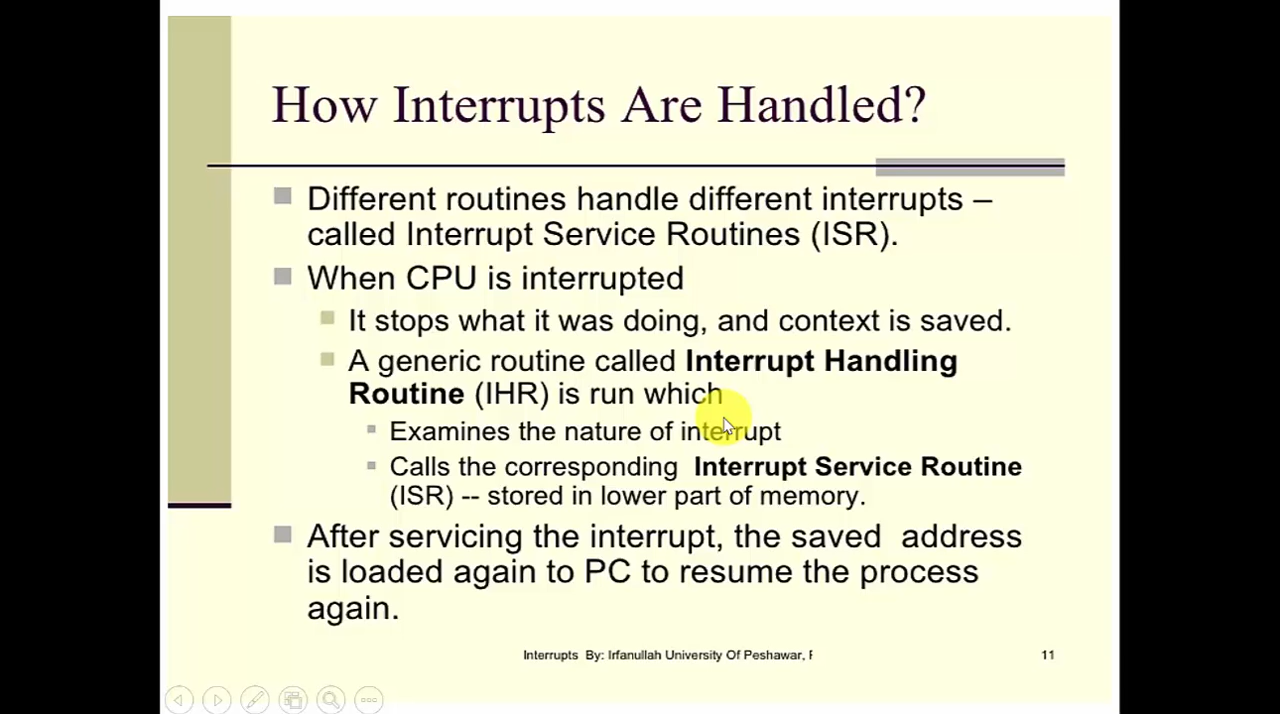 How Interrupts Are Handled?
Different routines handle different interrupts –
called Interrupt Service Routines (ISR).
When CPU is interrupted
It stops what it was doing, and context is saved.
A generic routine called Interrupt Handling
Routine (IHR) is run which
Examines the nature of interrupt
Calls the corresponding Interrupt Service Routine
(ISR) -- stored in lower part of memory.
After servicing the interrupt, the saved address
is loaded again to PC to resume the process
again.
Interrupts By: Irfanullah University Of Peshawar,
11